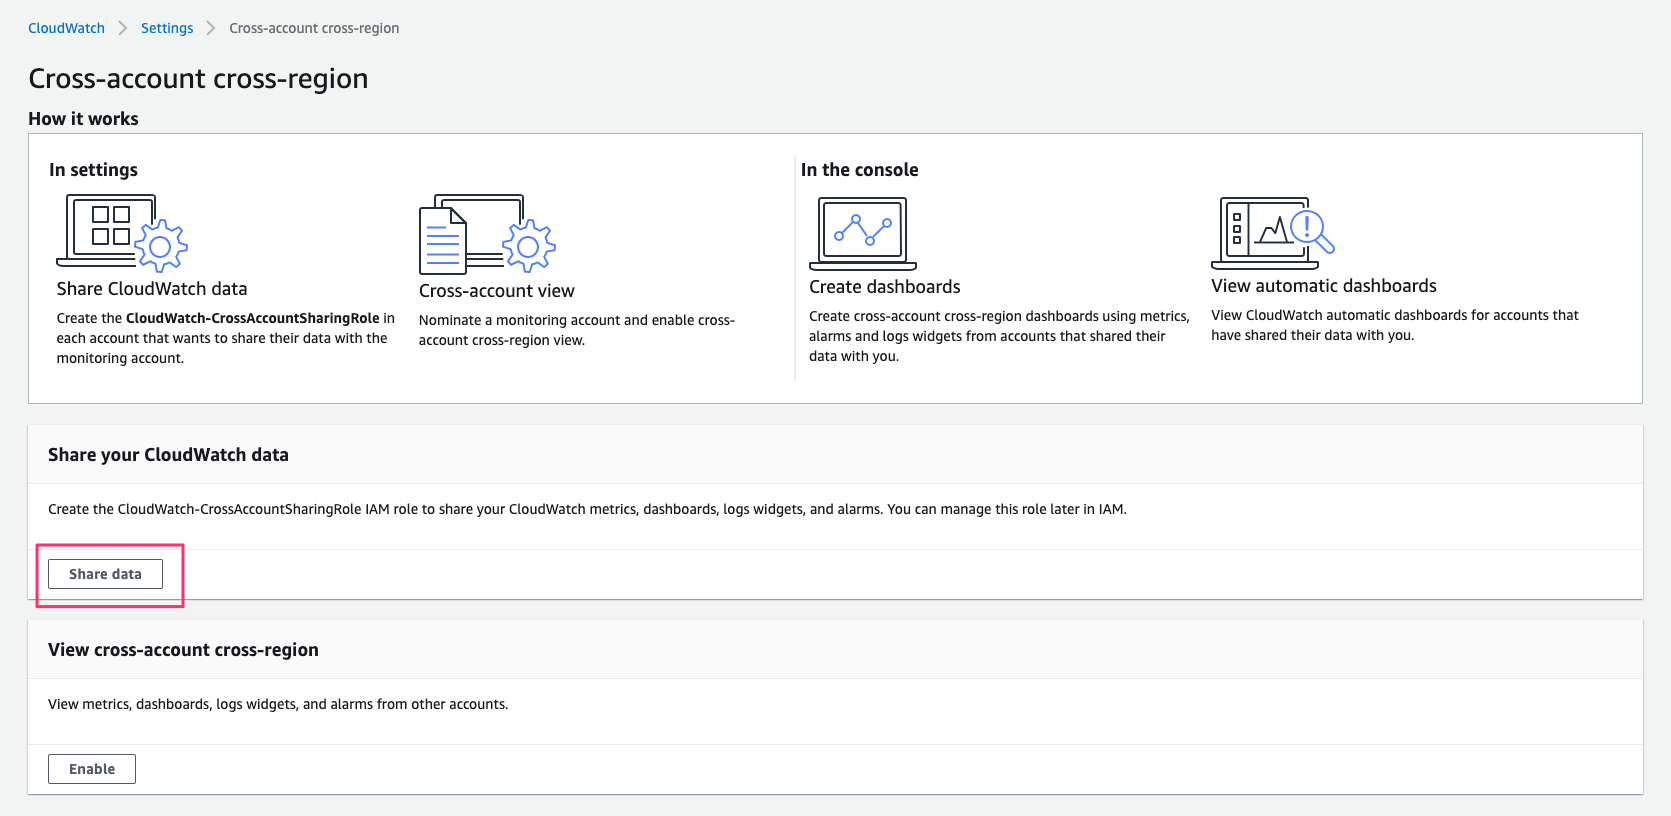 CloudWatch > Settings > Cross-account cross-region
Cross-account cross-region
How it works
In settings
Share CloudWatch data
Create the CloudWatch-CrossAccountSharingRole in
each account that wants to share their data with the
monitoring account.
Cross-account view
Nominate a monitoring account and enable cross-
account cross-region view.
In the console
Create dashboards
Create cross-account cross-region dashboards using metrics,
alarms and logs widgets from accounts that shared their
data with you.
View automatic dashboards
View CloudWatch automatic dashboards for accounts that
have shared their data with you.
Share your CloudWatch data
Create the CloudWatch-CrossAccountSharingRole IAM role to share your CloudWatch metrics, dashboards, logs widgets, and alarms. You can manage this role later in IAM.
Share data
View cross-account cross-region
View metrics, dashboards, logs widgets, and alarms from other accounts.
Enable